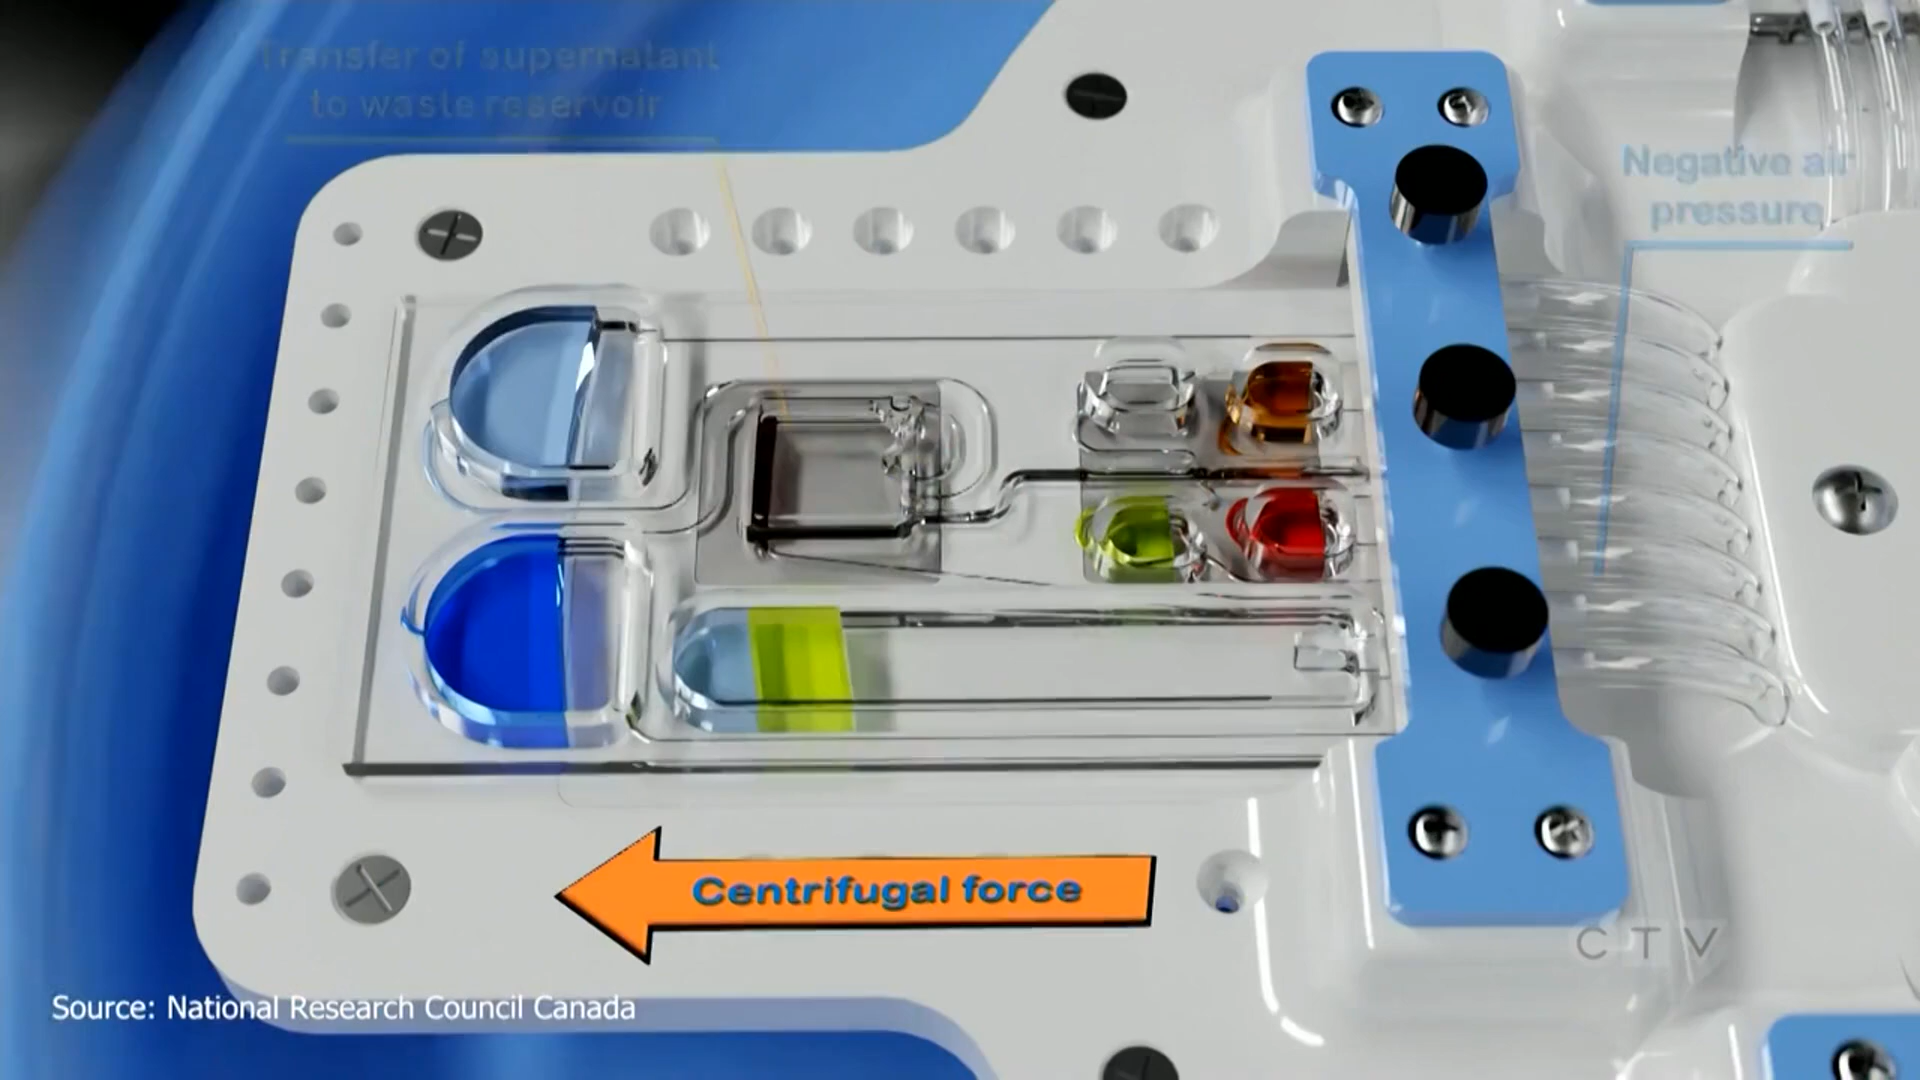 Transfer of supernatant
to waste reservoir
Negative air
pressure
Centrifugal force
CTV
Source: National Research Council Canada